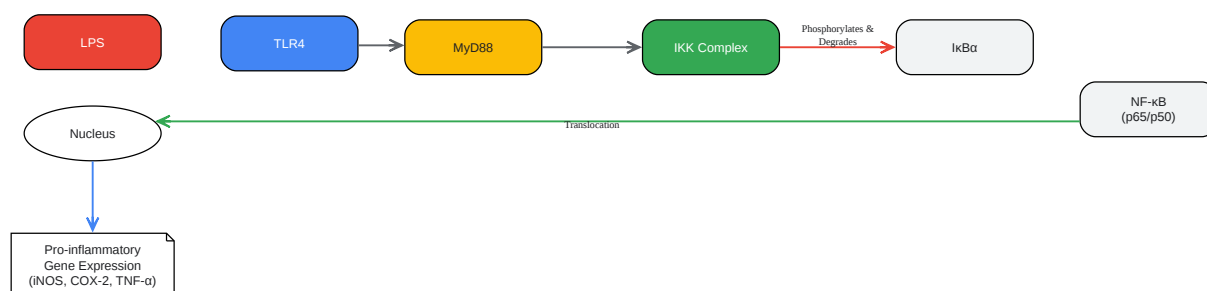 LPS
TLR4
MyD88
IKK Complex
Phosphorylates &
Degrades
IκBα
NF-κB
(p65/p50)
Nucleus
Translocation
Pro-inflammatory
Gene Expression
(iNOS, COX-2, TNF-α)